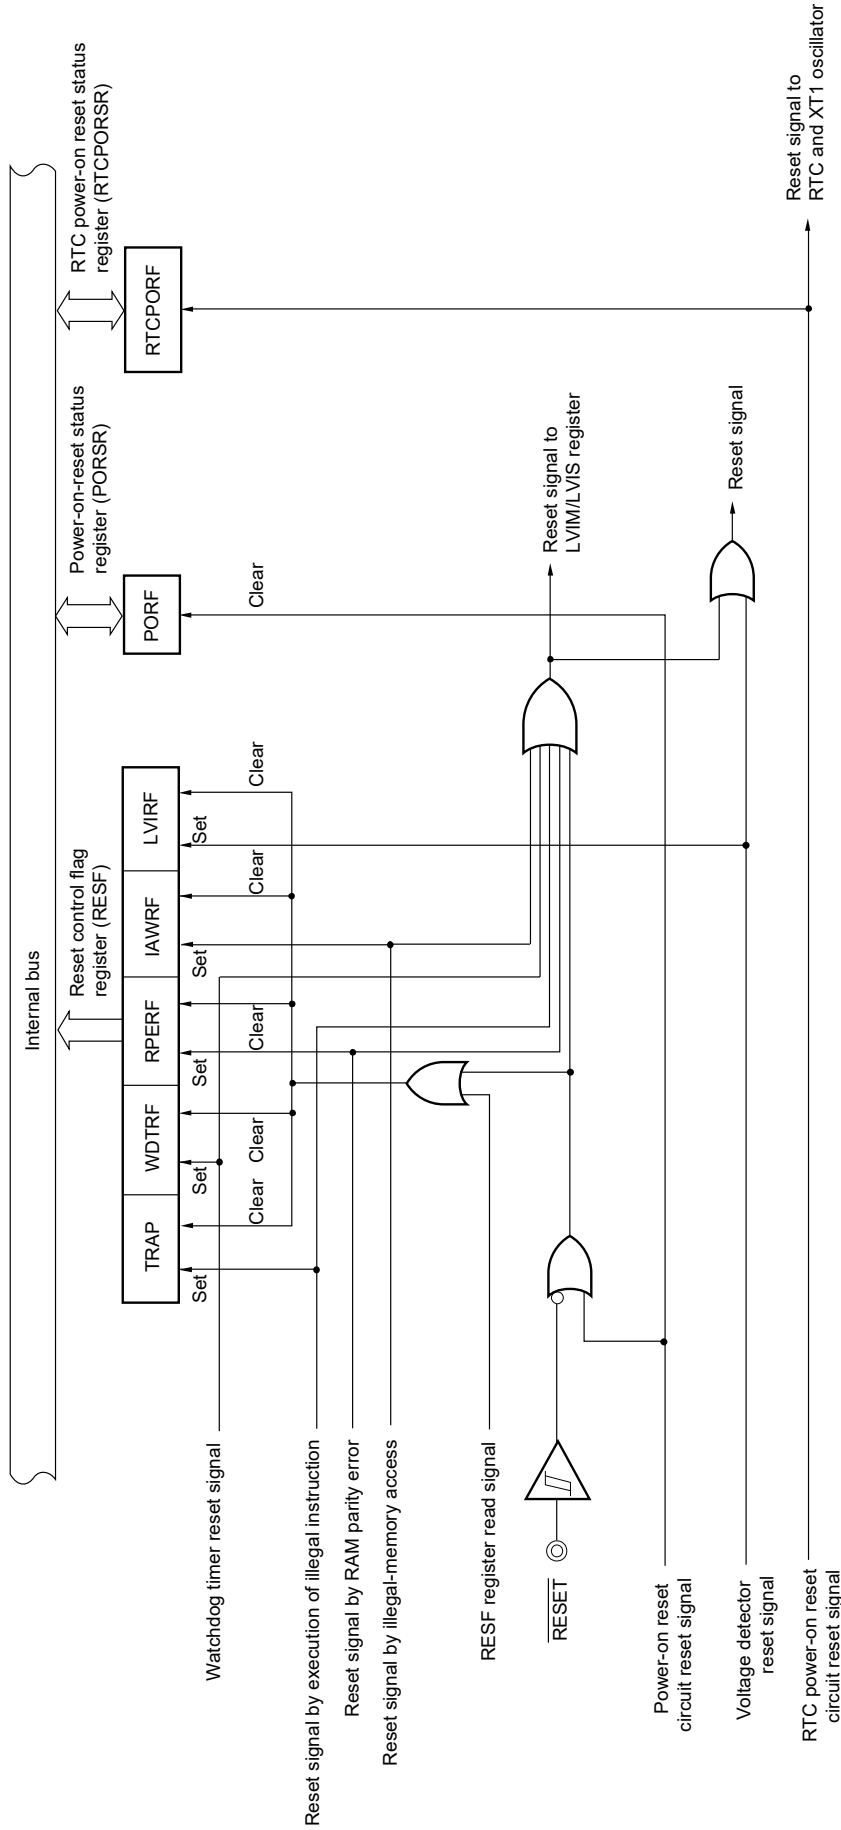 Internal bus
Reset control flag
register (RESF)
Power-on-reset status
register (PORSR)
RTC power-on reset status
register (RTCPORSR)
TRAP
WDTRF
RPERF
IAWRF
LVIRF
PORF
RTCPORF
Set
Clear
Set
Clear
Set
Clear
Set
Clear
Set
Clear
Clear
Watchdog timer reset signal
Reset signal by execution of illegal instruction
Reset signal by RAM parity error
Reset signal by illegal-memory access
RESF register read signal
RESET
Power-on reset
circuit reset signal
Voltage detector
reset signal
RTC power-on reset
circuit reset signal
Reset signal to
LVIM/LVIS register
Reset signal
Reset signal to
RTC and XT1 oscillator